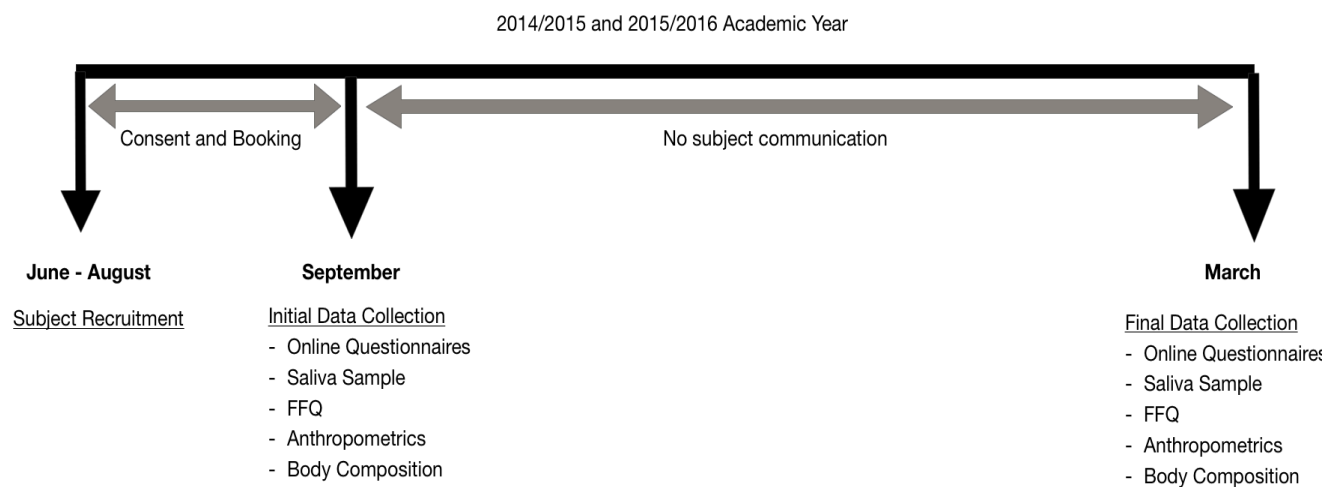 2014/2015 and 2015/2016 Academic Year
Consent and Booking
No subject communication
June - August
Subject Recruitment
September
Initial Data Collection
- Online Questionnaires
- Saliva Sample
- FFQ
- Anthropometrics
- Body Composition
March
Final Data Collection
- Online Questionnaires
- Saliva Sample
- FFQ
- Anthropometrics
- Body Composition